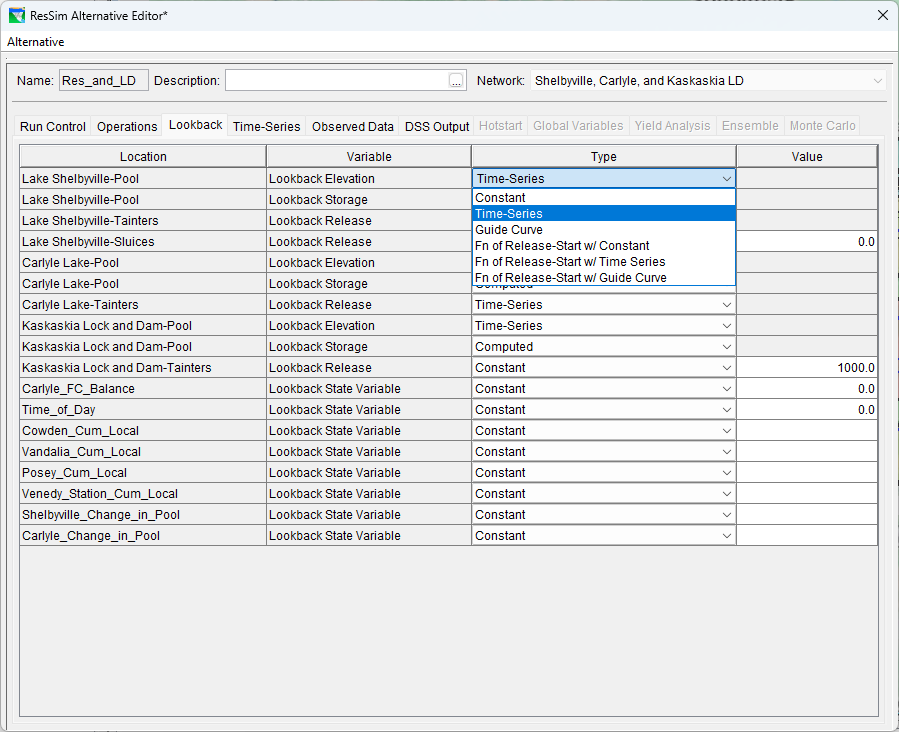 ResSim Alternative Editor*
Alternative
Name: Res_and_LD Description: ... Network: Shelbyville, Carlyle, and Kaskaskia LD
Run Control Operations Lookback Time-Series Observed Data DSS Output Hotstart Global Variables Yield Analysis Ensemble Monte Carlo
Location Variable Type Value
Lake Shelbyville-Pool Lookback Elevation Time-Series
Lake Shelbyville-Pool Lookback Storage
Lake Shelbyville-Tainters Lookback Release
Lake Shelbyville-Sluices Lookback Release 0.0
Carlyle Lake-Pool Lookback Elevation
Carlyle Lake-Pool Lookback Storage Computed
Constant
Time-Series
Guide Curve
Fn of Release-Start w/ Constant
Fn of Release-Start w/ Time Series
Fn of Release-Start w/ Guide Curve
Carlyle Lake-Tainters Lookback Release Time-Series
Kaskaskia Lock and Dam-Pool Lookback Elevation Time-Series
Kaskaskia Lock and Dam-Pool Lookback Storage Computed
Kaskaskia Lock and Dam-Tainters Lookback Release Constant 1000.0
Carlyle_FC_Balance Lookback State Variable Constant 0.0
Time_of_Day Lookback State Variable Constant 0.0
Cowden_Cum_Local Lookback State Variable Constant
Vandalia_Cum_Local Lookback State Variable Constant
Posey_Cum_Local Lookback State Variable Constant
Venedy_Station_Cum_Local Lookback State Variable Constant
Shelbyville_Change_in_Pool Lookback State Variable Constant
Carlyle_Change_in_Pool Lookback State Variable Constant